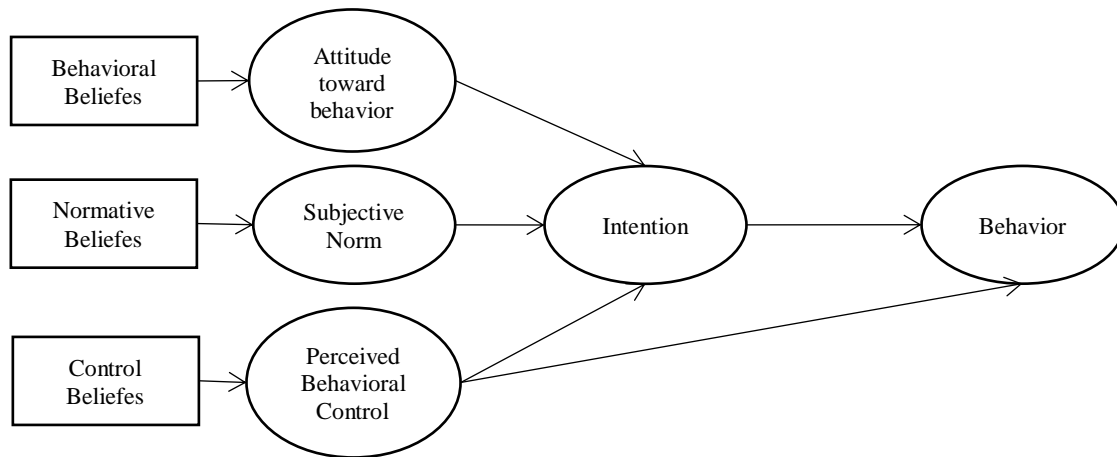 Behavioral
Beliefes
Attitude
toward
behavior
Normative
Beliefes
Subjective
Norm
Intention
Behavior
Control
Beliefes
Perceived
Behavioral
Control